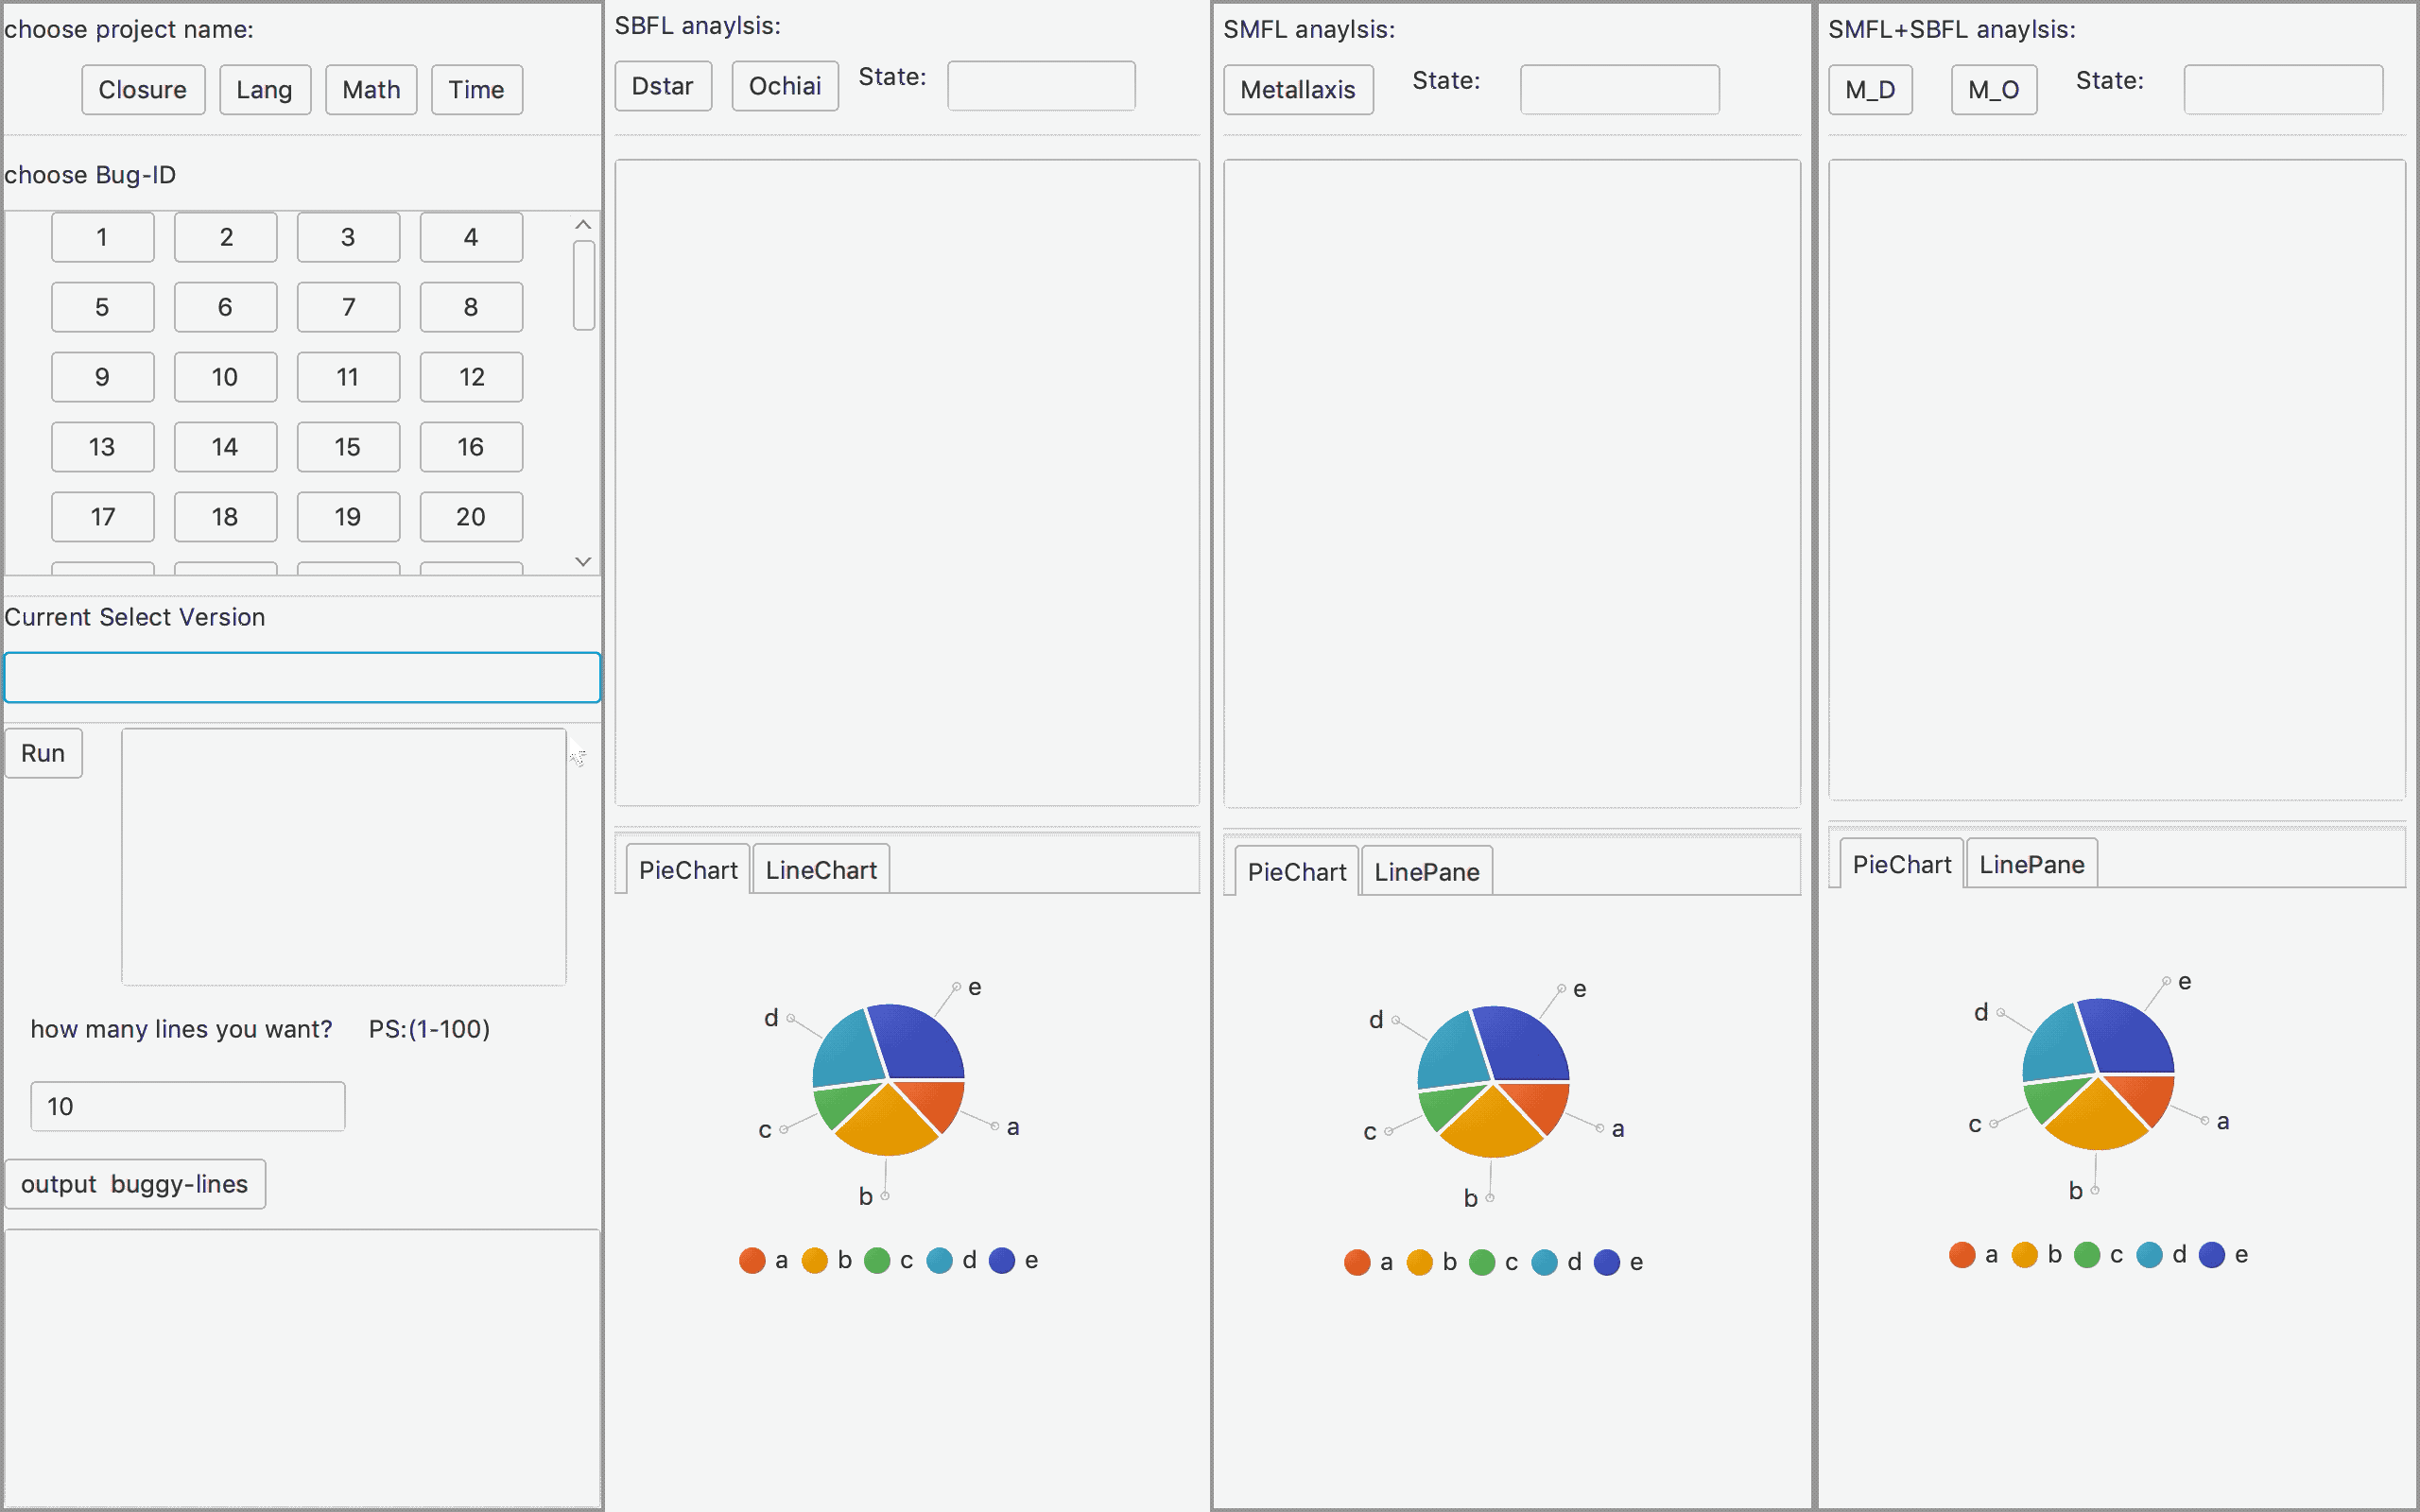 choose project name:
Closure Lang Math Time
choose Bug-ID
1 2 3 4
5 6 7 8
9 10 11 12
13 14 15 16
17 18 19 20
Current Select Version
Run
how many lines you want? PS:(1-100)
10
output buggy-lines
SBFL anaylsis:
Dstar Ochiai State:
PieChart LineChart
e
d
c
a
b
a b c d e
SMFL anaylsis:
Metallaxis State:
PieChart LinePane
e
d
c
a
b
a b c d e
SMFL+SBFL anaylsis:
M_D M_O State:
PieChart LinePane
e
d
c
a
b
a b c d e